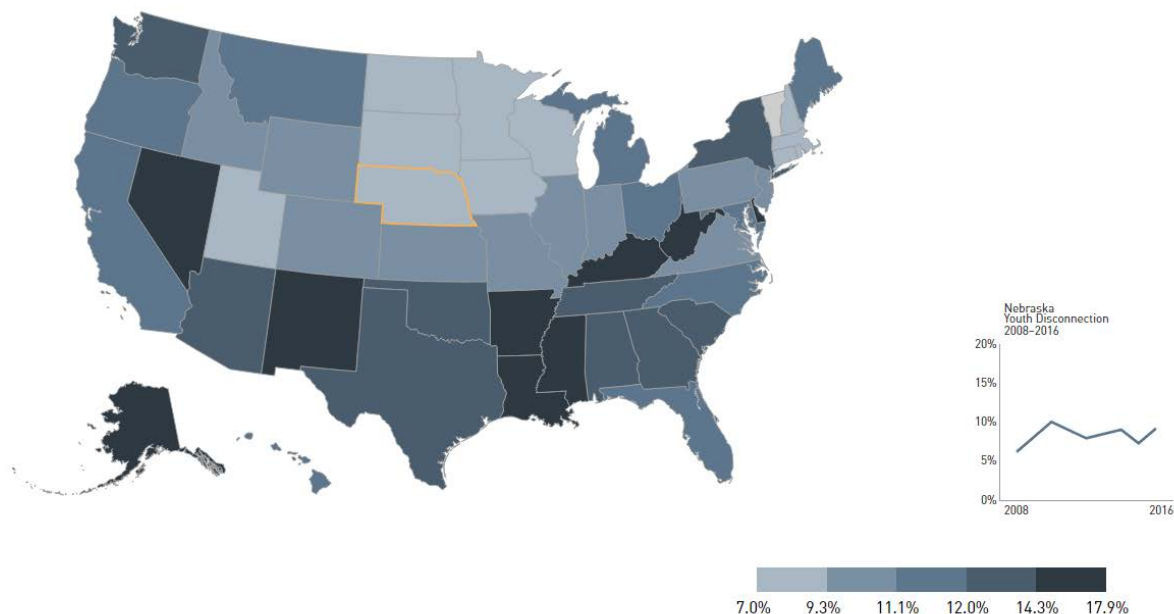 Nebraska
Youth Disconnection
2008–2016
20%
15%
10%
5%
0%
2008 2016
7.0% 9.3% 11.1% 12.0% 14.3% 17.9%